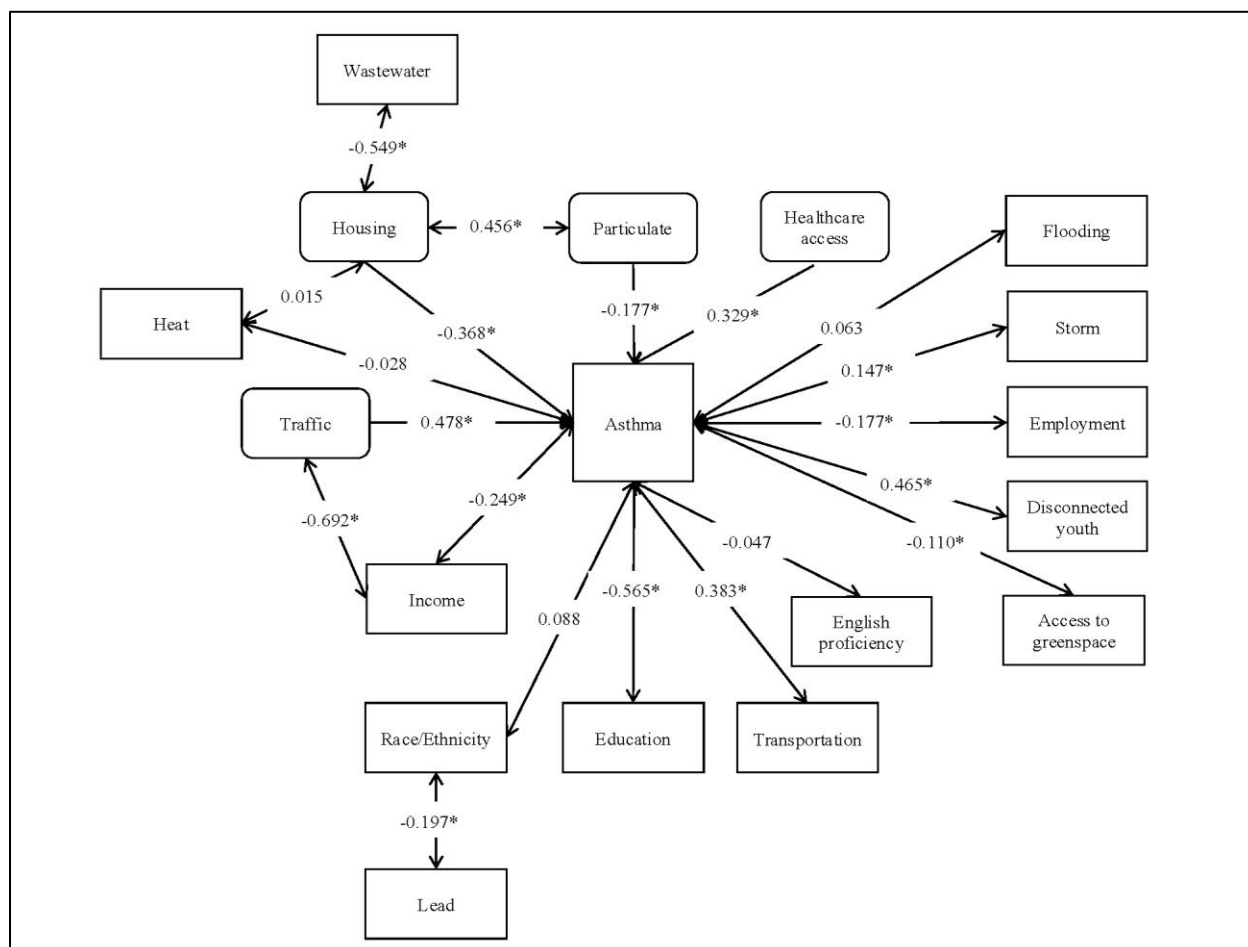 Wastewater
-0.549*
Housing
0.456*
Particulate
Healthcare
access
Flooding
0.015
Heat
-0.177*
0.329*
0.063
Storm
-0.368*
-0.028
0.147*
Traffic
0.478*
Asthma
-0.177*
Employment
0.465*
Disconnected
youth
-0.249*
-0.692*
-0.047
-0.110*
Income
0.088
-0.565*
0.383*
English
proficiency
Access to
greenspace
Race/Ethnicity
Education
Transportation
-0.197*
Lead